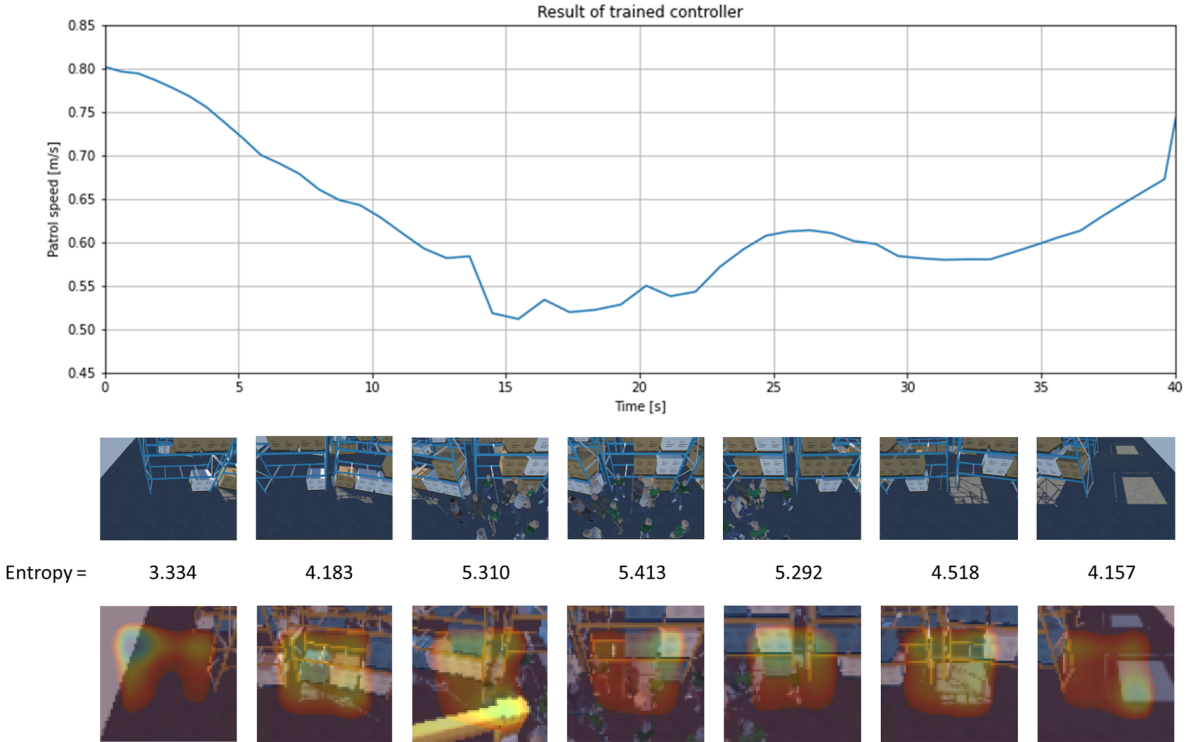 Result of trained controller
0.85
0.80
0.75
0.70
0.65
0.60
0.55
0.50
0.45
Patrol speed [m/s]
0 5 10 15 20 25 30 35 40
Time [s]
Entropy = 3.334 4.183 5.310 5.413 5.292 4.518 4.157